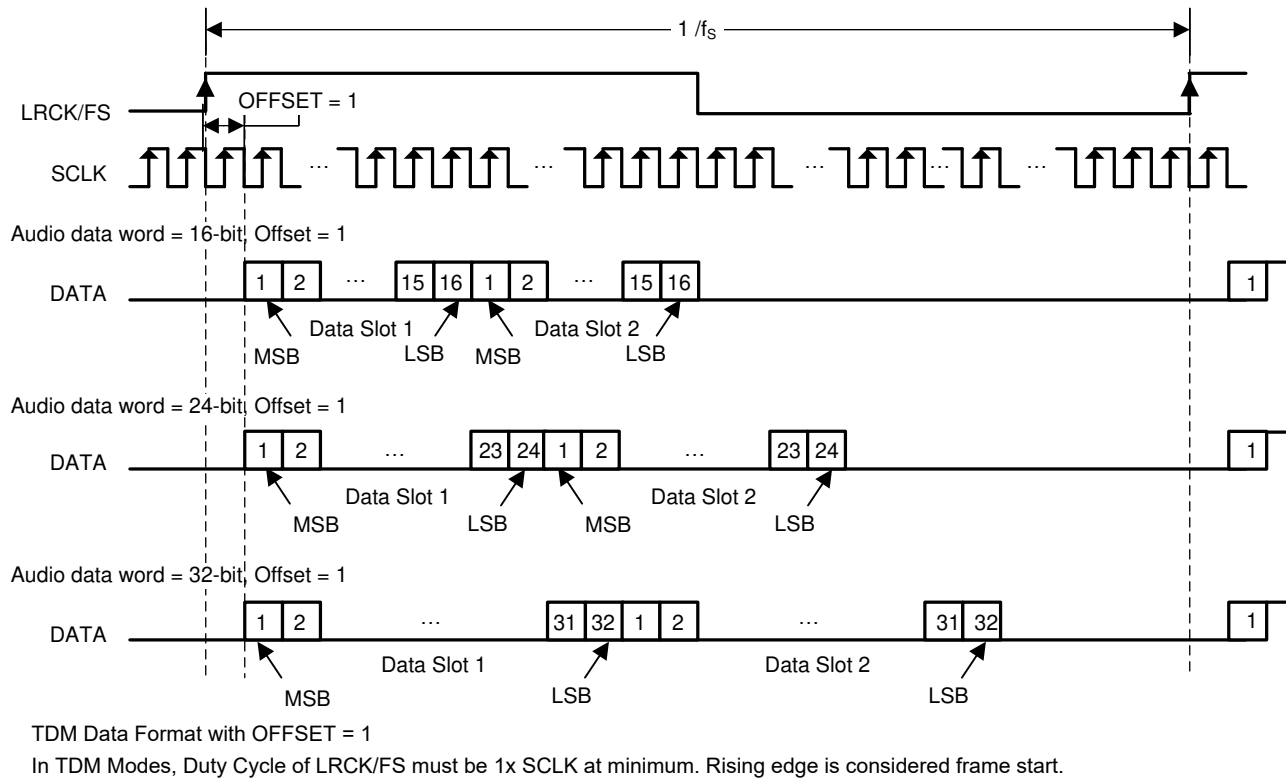 1 /fS
LRCK/FS
OFFSET = 1
SCLK
… … … … …
Audio data word = 16-bit, Offset = 1
DATA
1 2 … 15 16 1 2 … 15 16 1
Data Slot 1 Data Slot 2
MSB LSB MSB LSB
Audio data word = 24-bit, Offset = 1
DATA
1 2 … 23 24 1 2 … 23 24 1
Data Slot 1 Data Slot 2
MSB LSB MSB LSB
Audio data word = 32-bit, Offset = 1
DATA
1 2 … 31 32 1 2 … 31 32 1
Data Slot 1 Data Slot 2
MSB LSB LSB
TDM Data Format with OFFSET = 1
In TDM Modes, Duty Cycle of LRCK/FS must be 1x SCLK at minimum. Rising edge is considered frame start.